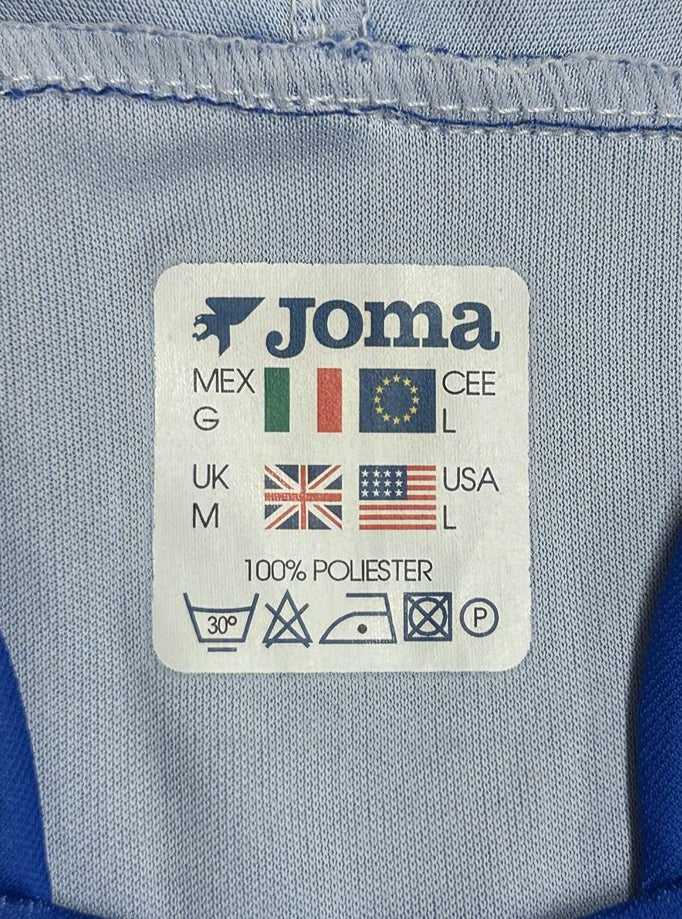 Joma
MEX CEE
G L
UK USA
M L
100% POLIESTER
30° P